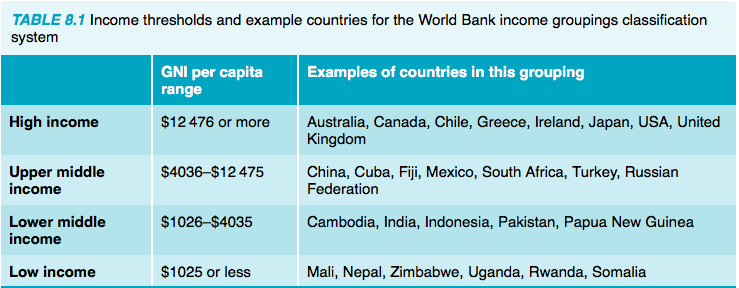 TABLE 8.1 Income thresholds and example countries for the World Bank income groupings classification
system
GNI per capita
range
Examples of countries in this grouping
High income
$12 476 or more
Australia, Canada, Chile, Greece, Ireland, Japan, USA, United
Kingdom
Upper middle
income
$4036–$12 475
China, Cuba, Fiji, Mexico, South Africa, Turkey, Russian
Federation
Lower middle
income
$1026–$4035
Cambodia, India, Indonesia, Pakistan, Papua New Guinea
Low income
$1025 or less
Mali, Nepal, Zimbabwe, Uganda, Rwanda, Somalia